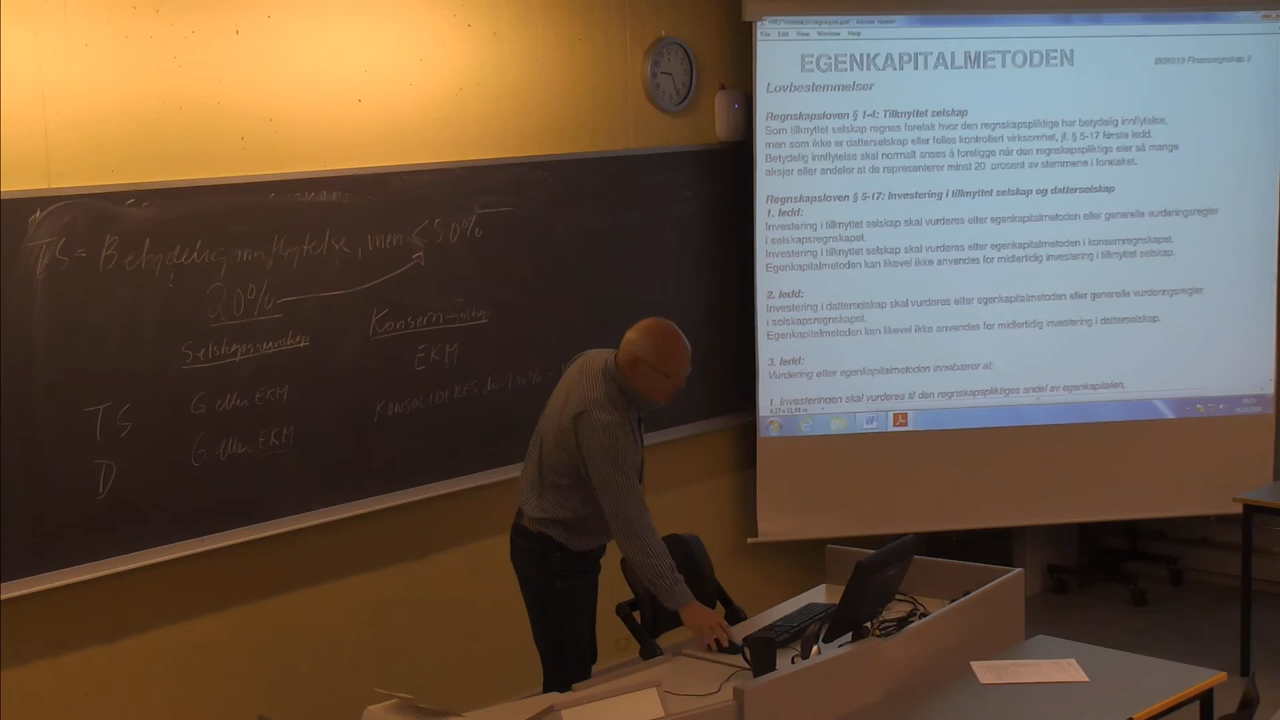 TS = Betydelig innflytelse, men ≤ 50%
20%
Selskapsregnskap
Konsernregnskap
EKM
TS
G eller EKM
KONSOLIDERES
D
G eller EKM
File Edit View Window Help
EGENKAPITALMETODEN
Finansregnskap 3
Lovbestemmelser
Regnskapsloven § 1-4: Tilknyttet selskap
Som tilknyttet selskap regnes foretak hvor den regnskapspliktige har betydelig innflytelse,
men som ikke er datterselskap eller felles kontrollert virksomhet, jf. § 5-17 første ledd.
Betydelig innflytelse skal normalt anses å foreligge når den regnskapspliktige eier så mange
aksjer eller andeler at de representerer minst 20 prosent av stemmene i foretaket.
Regnskapsloven § 5-17: Investering i tilknyttet selskap og datterselskap
1. ledd:
Investering i tilknyttet selskap skal vurderes etter egenkapitalmetoden eller generelle vurderingsregler
i selskapsregnskapet.
Investering i tilknyttet selskap skal vurderes etter egenkapitalmetoden i konsernregnskapet.
Egenkapitalmetoden kan likevel ikke anvendes for midlertidig investering i tilknyttet selskap.
2. ledd:
Investering i datterselskap skal vurderes etter egenkapitalmetoden eller generelle vurderingsregler
i selskapsregnskapet.
Egenkapitalmetoden kan likevel ikke anvendes for midlertidig investering i datterselskap.
3. ledd:
Vurdering etter egenkapitalmetoden innebærer at:
1. Investeringen skal vurderes til den regnskapspliktiges andel av egenkapitalen,